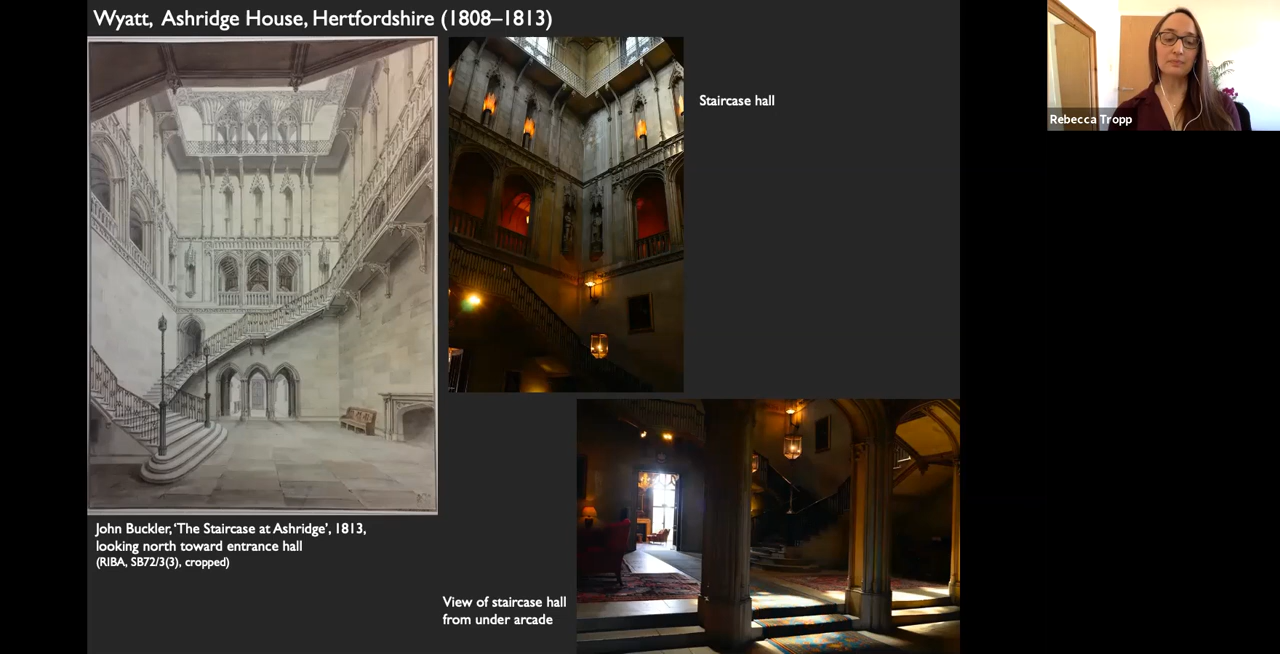 Wyatt, Ashridge House, Hertfordshire (1808–1813)
Staircase hall
Rebecca Tropp
John Buckler, ‘The Staircase at Ashridge’, 1813,
looking north toward entrance hall
(RIBA, SB72/3(3), cropped)
View of staircase hall
from under arcade